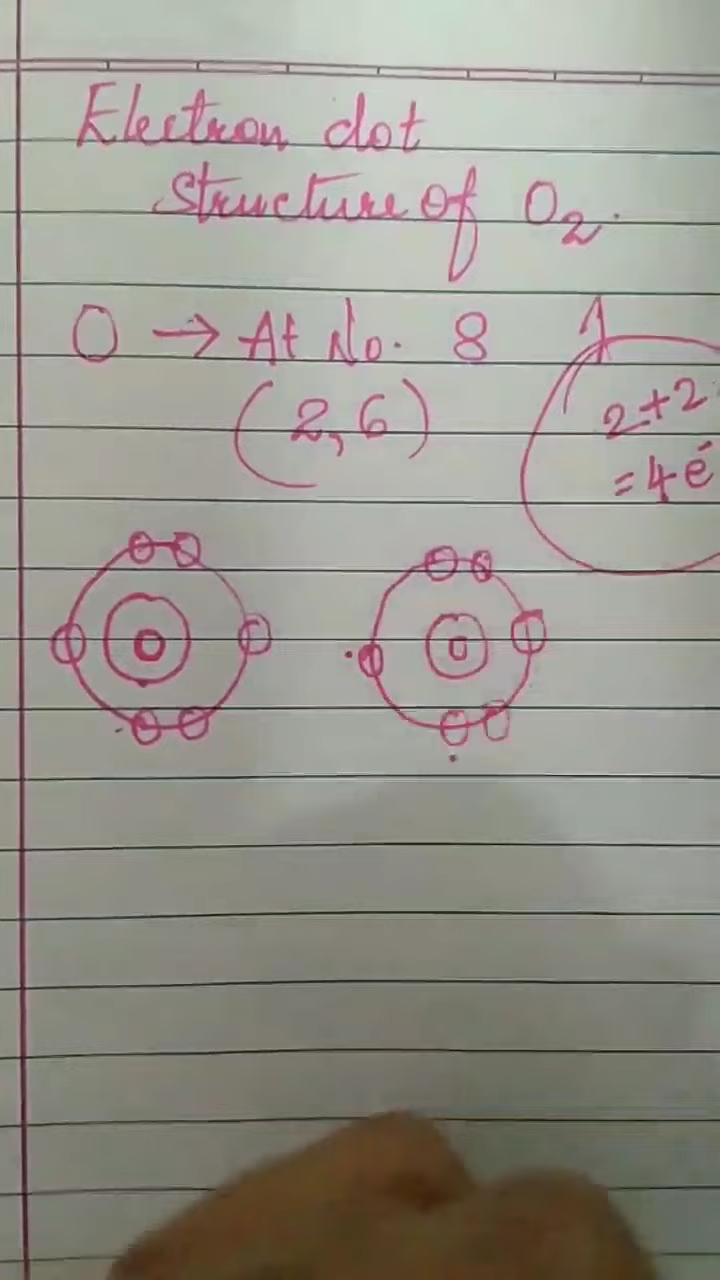 Electron dot
structure of O₂.
O → At No. 8
(2,6)
2+2
=4e⁻
O
O